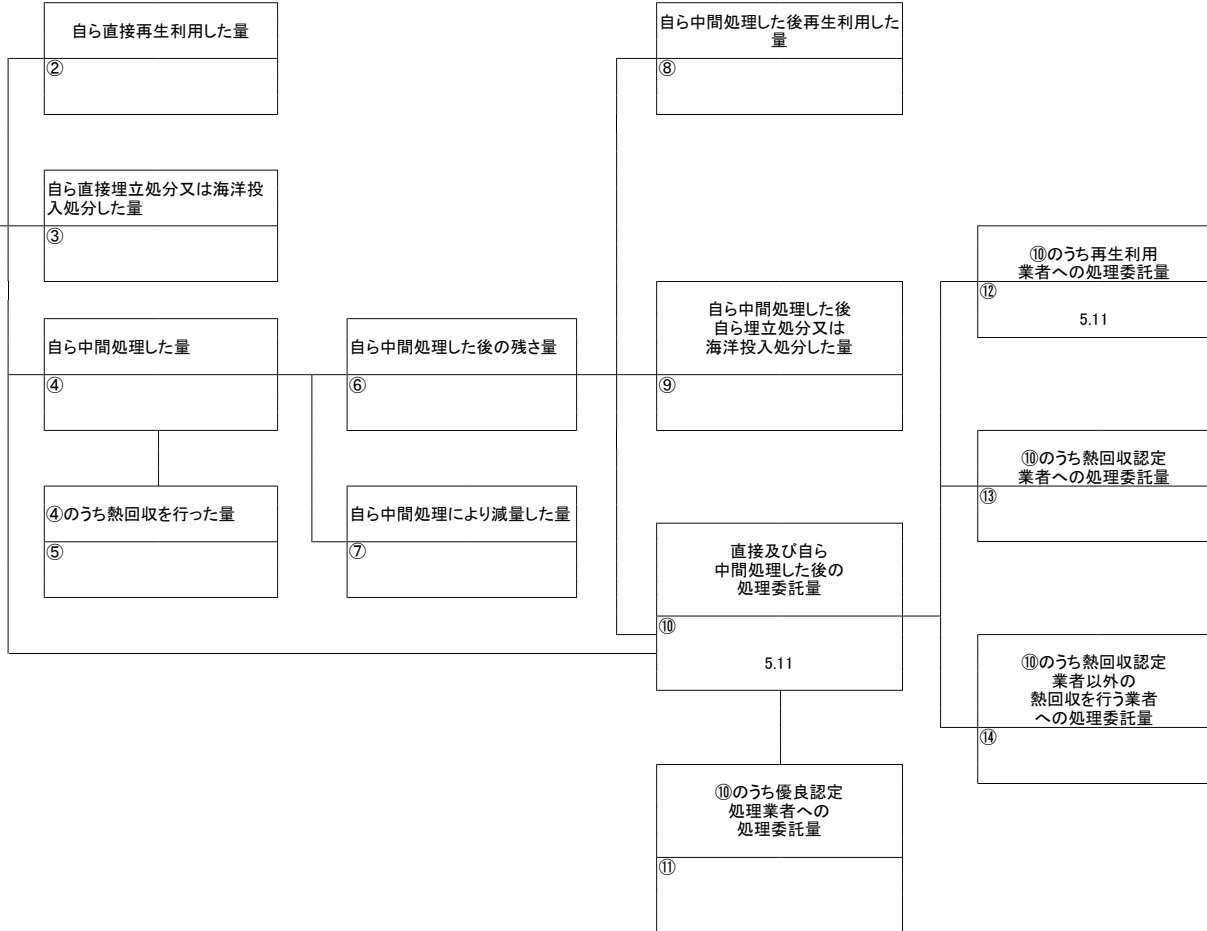 自ら直接再生利用した量
②
自ら直接埋立処分又は海洋投
入処分した量
③
自ら中間処理した量
④
④のうち熱回収を行った量
⑤
自ら中間処理した後の残さ量
⑥
自ら中間処理により減量した量
⑦
自ら中間処理した後再生利用した
量
⑧
自ら中間処理した後
自ら埋立処分又は
海洋投入処分した量
⑨
直接及び自ら
中間処理した後の
処理委託量
⑩
5.11
⑩のうち優良認定
処理業者への
処理委託量
⑪
⑩のうち再生利用
業者への処理委託量
⑫
5.11
⑩のうち熱回収認定
業者への処理委託量
⑬
⑩のうち熱回収認定
業者以外の
熱回収を行う業者
への処理委託量
⑭